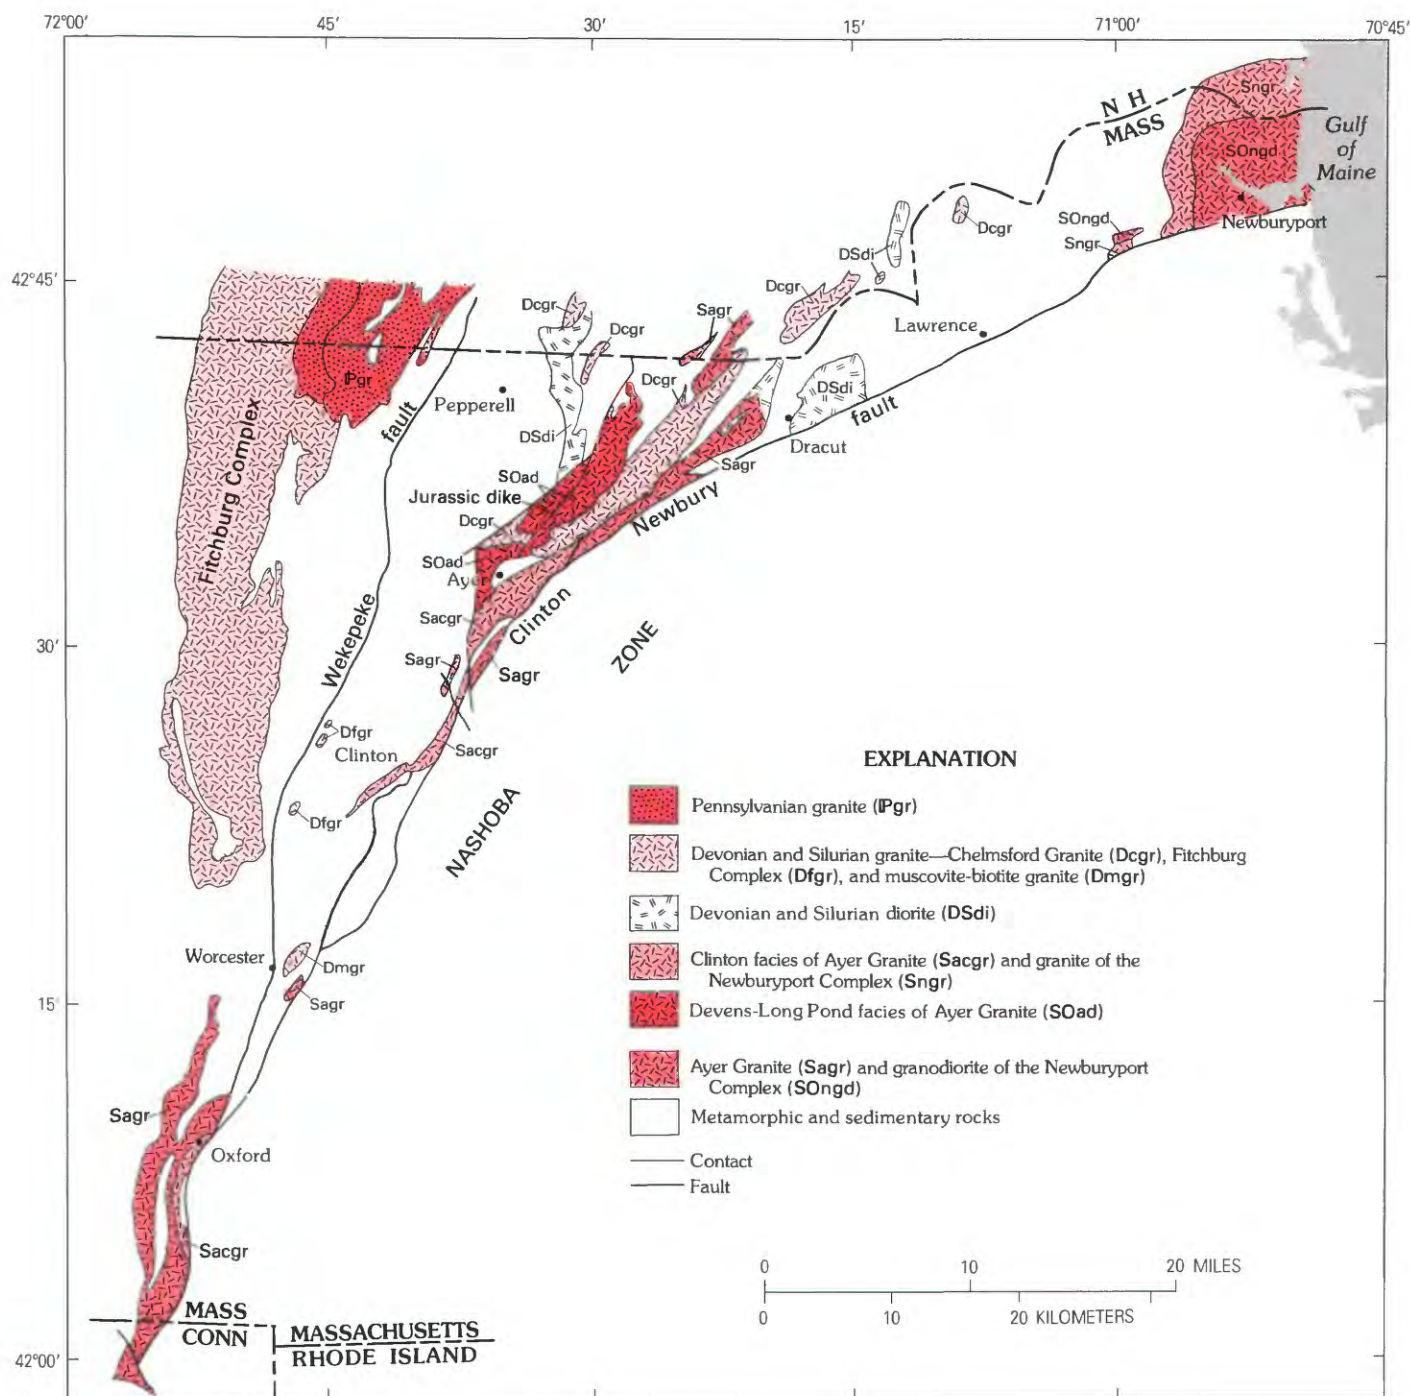 72°00'
45'
30'
15'
71°00'
70°45'
N H
MASS
Sngr
SOngd
Gulf
of
Maine
Newburyport
SOngd
Sngr
Dcgr
DSdi
42°45'
Dcgr
Dcgr
Dcgr
Sagr
Lawrence
IPgr
Pepperell
Dcgr
DSdi
fault
Dracut
fault
DSdi
Sagr
SOad
Jurassic dike
Dcgr
Newbury
Fitchburg Complex
SOad
Ayer
Sacgr
Clinton
Wekepeke
ZONE
30'
Sagr
Sagr
Dfgr
Clinton
Sacgr
Dfgr
NASHOBA
Worcester
Dmgr
Sagr
15'
Sagr
Oxford
Sacgr
MASS
CONN
MASSACHUSETTS
RHODE ISLAND
42°00'
EXPLANATION
Pennsylvanian granite (IPgr)
Devonian and Silurian granite—Chelmsford Granite (Dcgr), Fitchburg
Complex (Dfgr), and muscovite-biotite granite (Dmgr)
Devonian and Silurian diorite (DSdi)
Clinton facies of Ayer Granite (Sacgr) and granite of the
Newburyport Complex (Sngr)
Devens-Long Pond facies of Ayer Granite (SOad)
Ayer Granite (Sagr) and granodiorite of the Newburyport
Complex (SOngd)
Metamorphic and sedimentary rocks
Contact
Fault
0 10 20 MILES
0 10 20 KILOMETERS